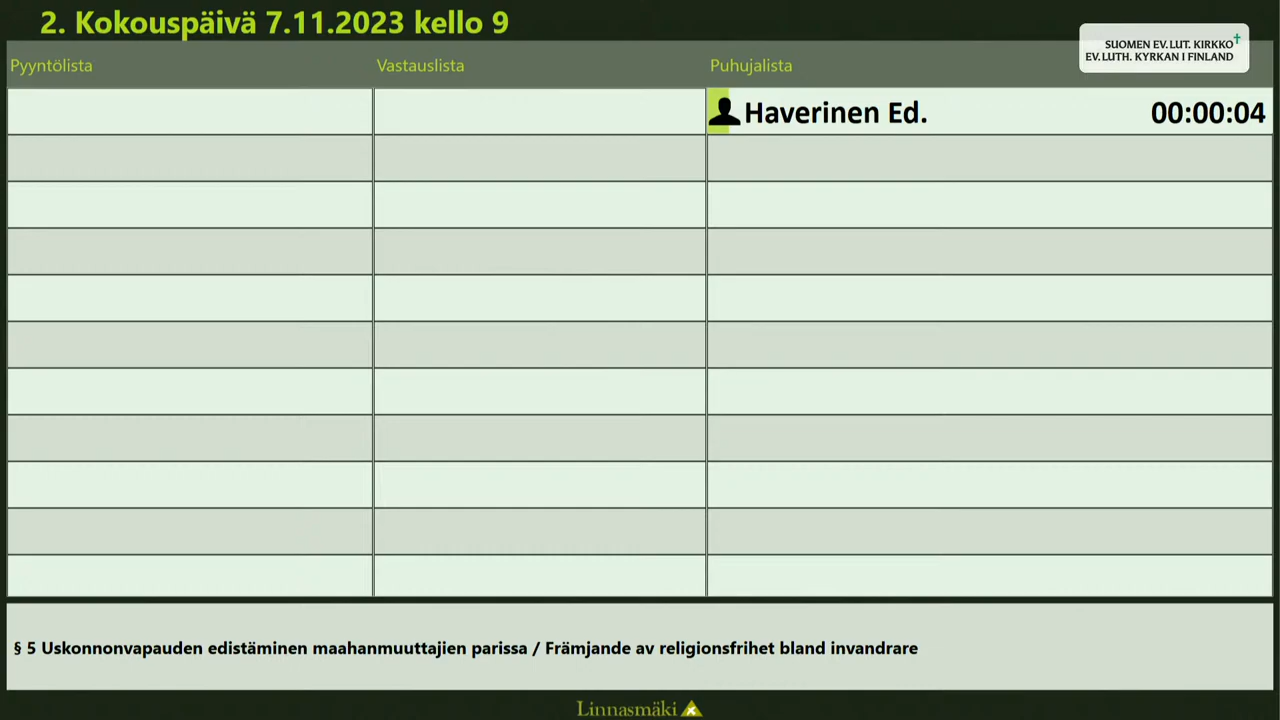 2. Kokouspäivä 7.11.2023 kello 9
SUOMEN EV. LUT. KIRKKO
EV.LUTH. KYRKAN I FINLAND
Pyyntölista
Vastauslista
Puhujalista
Haverinen Ed. 00:00:04
§ 5 Uskonnonvapauden edistäminen maahanmuuttajien parissa / Främjande av religionsfrihet bland invandrare
Linnasmäki